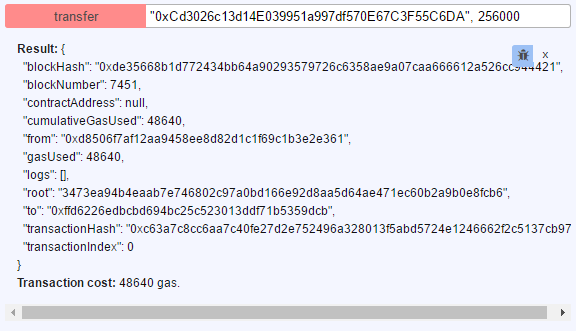 transfer "0xCd3026c13d14E039951a997df570E67C3F55C6DA", 256000
Result: {
x
"blockHash": "0xde35668b1d772434bb64a90293579726c6358ae9a07caa666612a526cc944421",
"blockNumber": 7451,
"contractAddress": null,
"cumulativeGasUsed": 48640,
"from": "0xd8506f7af12aa9458ee8d82d1c1f69c1b3e2e361",
"gasUsed": 48640,
"logs": [],
"root": "3473ea94b4eaab7e746802c97a0bd166e92d8aa5d64ae471ec60b2a9b0e8fcb6",
"to": "0xffd6226edbcbd694bc25c523013ddf71b5359dcb",
"transactionHash": "0xc63a7c8cc6aa7c40fe27d2e752496a328013f5abd5724e1246662f2c5137cb97
"transactionIndex": 0
}
Transaction cost: 48640 gas.